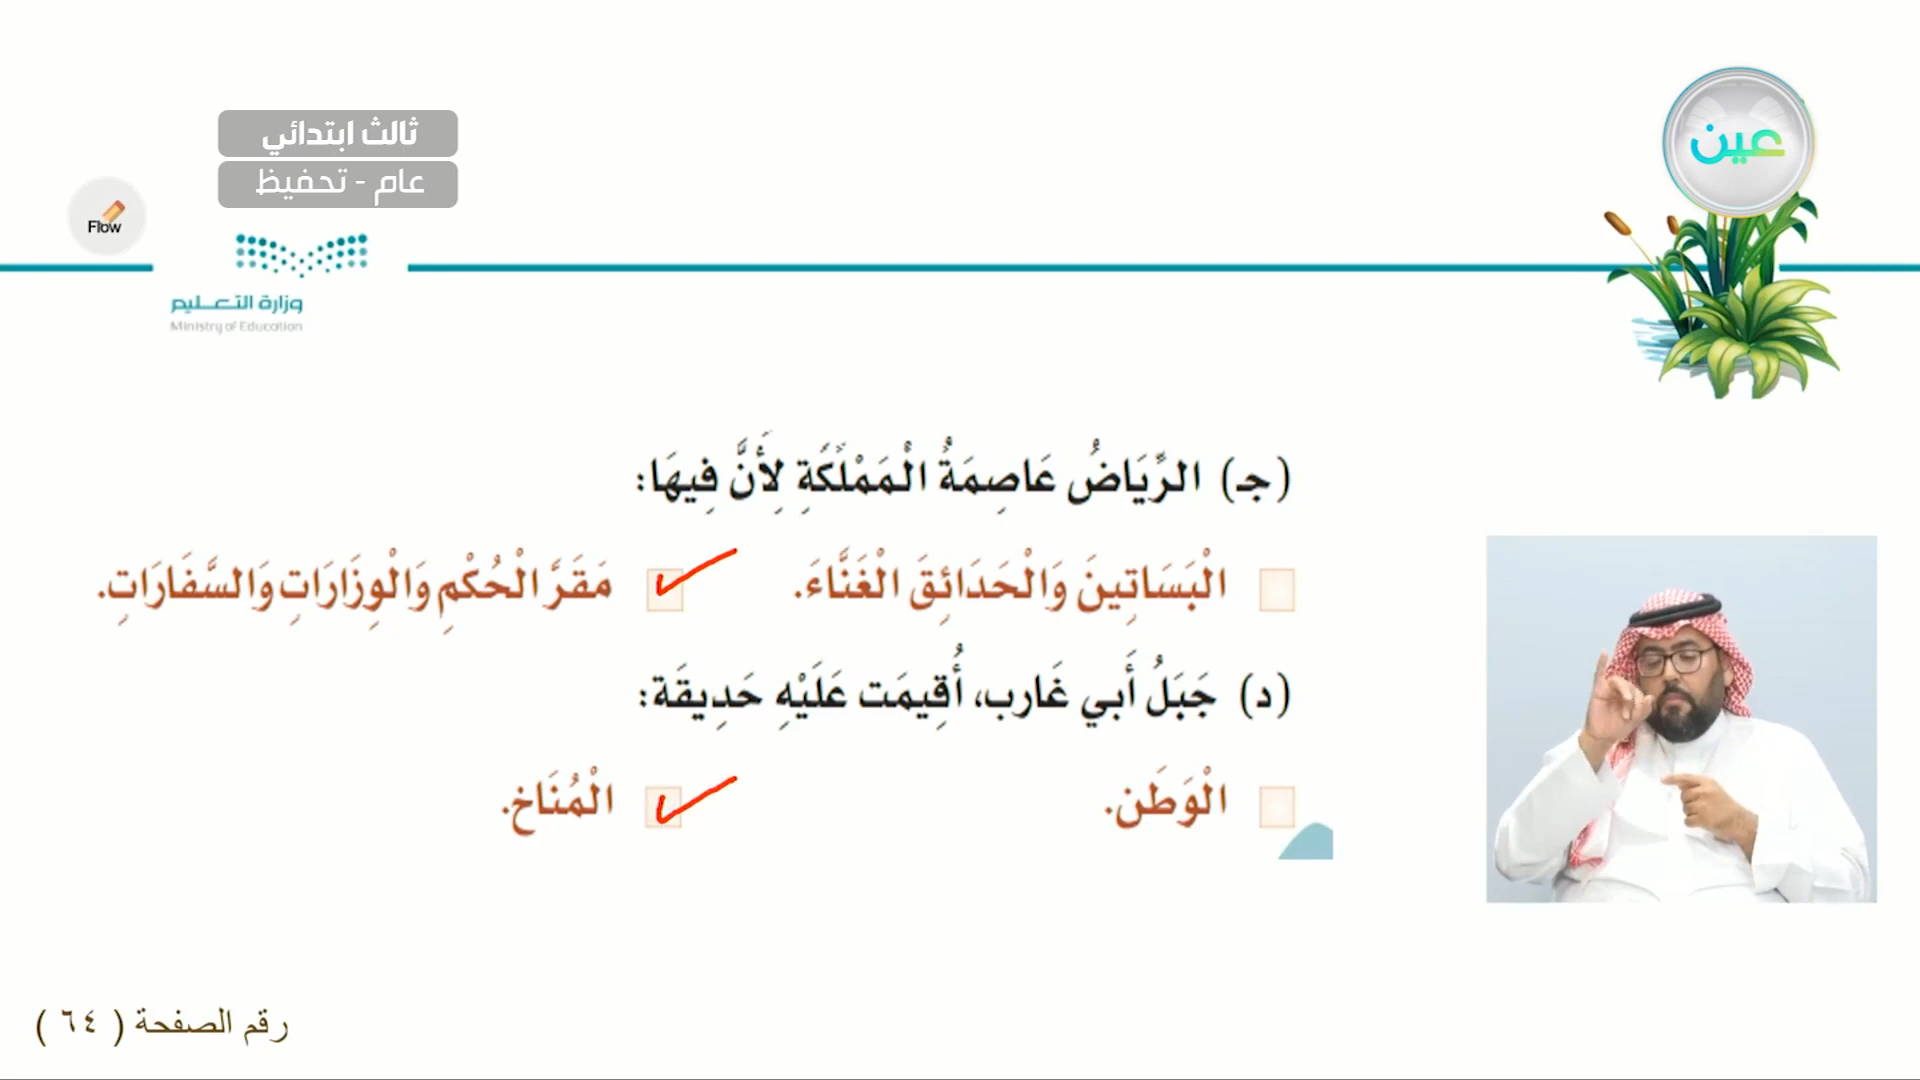 عين
ثالث ابتدائي
عام - تحفيظ
Flow
وزارة التعليم
Ministry of Education
(جـ) الرِّيَاضُ عَاصِمَةُ الْمَمْلَكَةِ لِأَنَّ فِيهَا:
الْبَسَاتِينَ وَالْحَدَائِقَ الْغَنَّاءَ. مَقَرَّ الْحُكْمِ وَالْوِزَارَاتِ وَالسَّفَارَاتِ.
(د) جَبَلُ أَبي غَارب، أُقِيمَت عَلَيْهِ حَدِيقَة:
الْوَطَن. الْمُنَاخ.
رقم الصفحة ( ٦٤ )